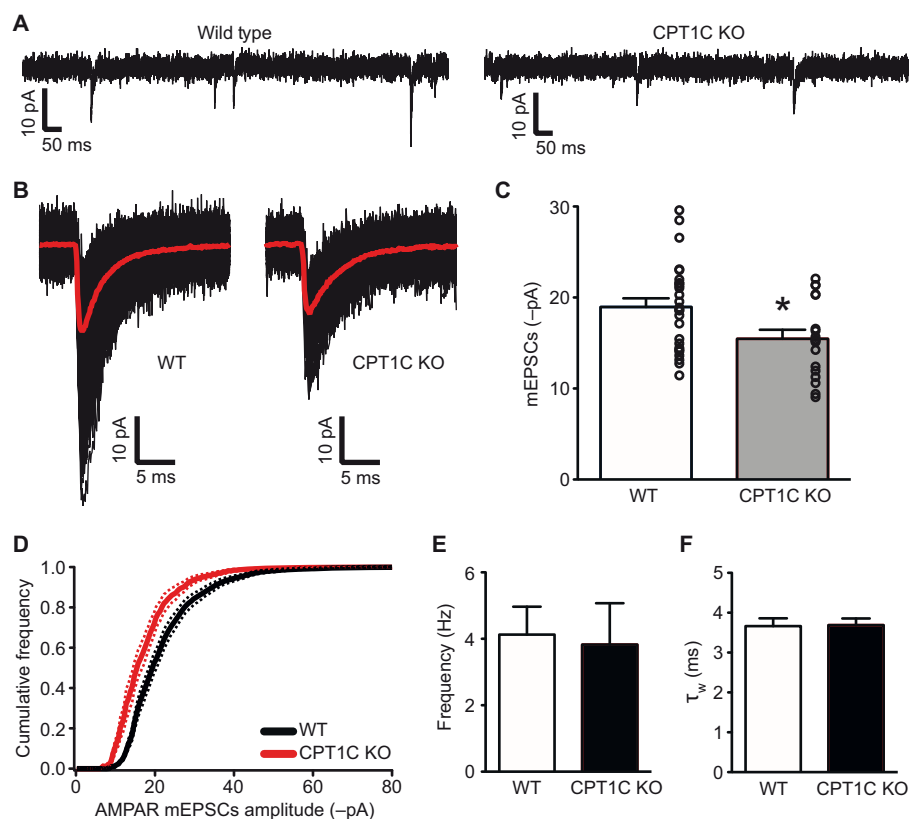 A
Wild type
CPT1C KO
10 pA
50 ms
10 pA
50 ms
B
WT
CPT1C KO
10 pA
5 ms
10 pA
5 ms
C
mEPSCs (–pA)
30
20
10
0
*
WT
CPT1C KO
D
Cumulative frequency
1.0
0.8
0.6
0.4
0.2
0.0
WT
CPT1C KO
0
20
40
60
80
AMPAR mEPSCs amplitude (–pA)
E
Frequency (Hz)
6
4
2
0
WT
CPT1C KO
F
τw (ms)
5
4
3
2
1
0
WT
CPT1C KO